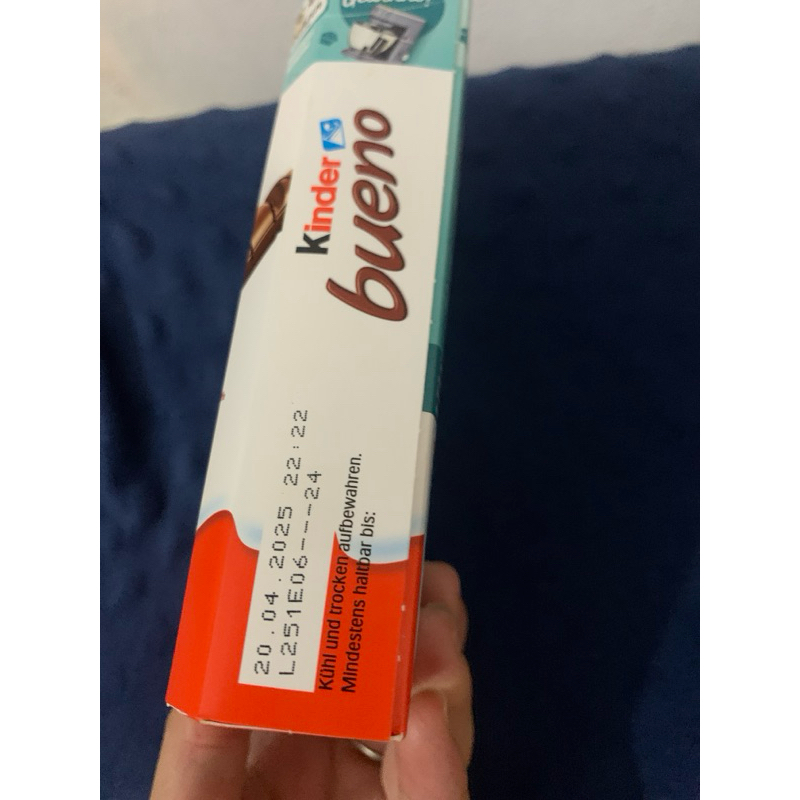 Kinder
bueno
20.04.2025 22:22
L251E06---24
Kühl und trocken aufbewahren.
Mindestens haltbar bis: